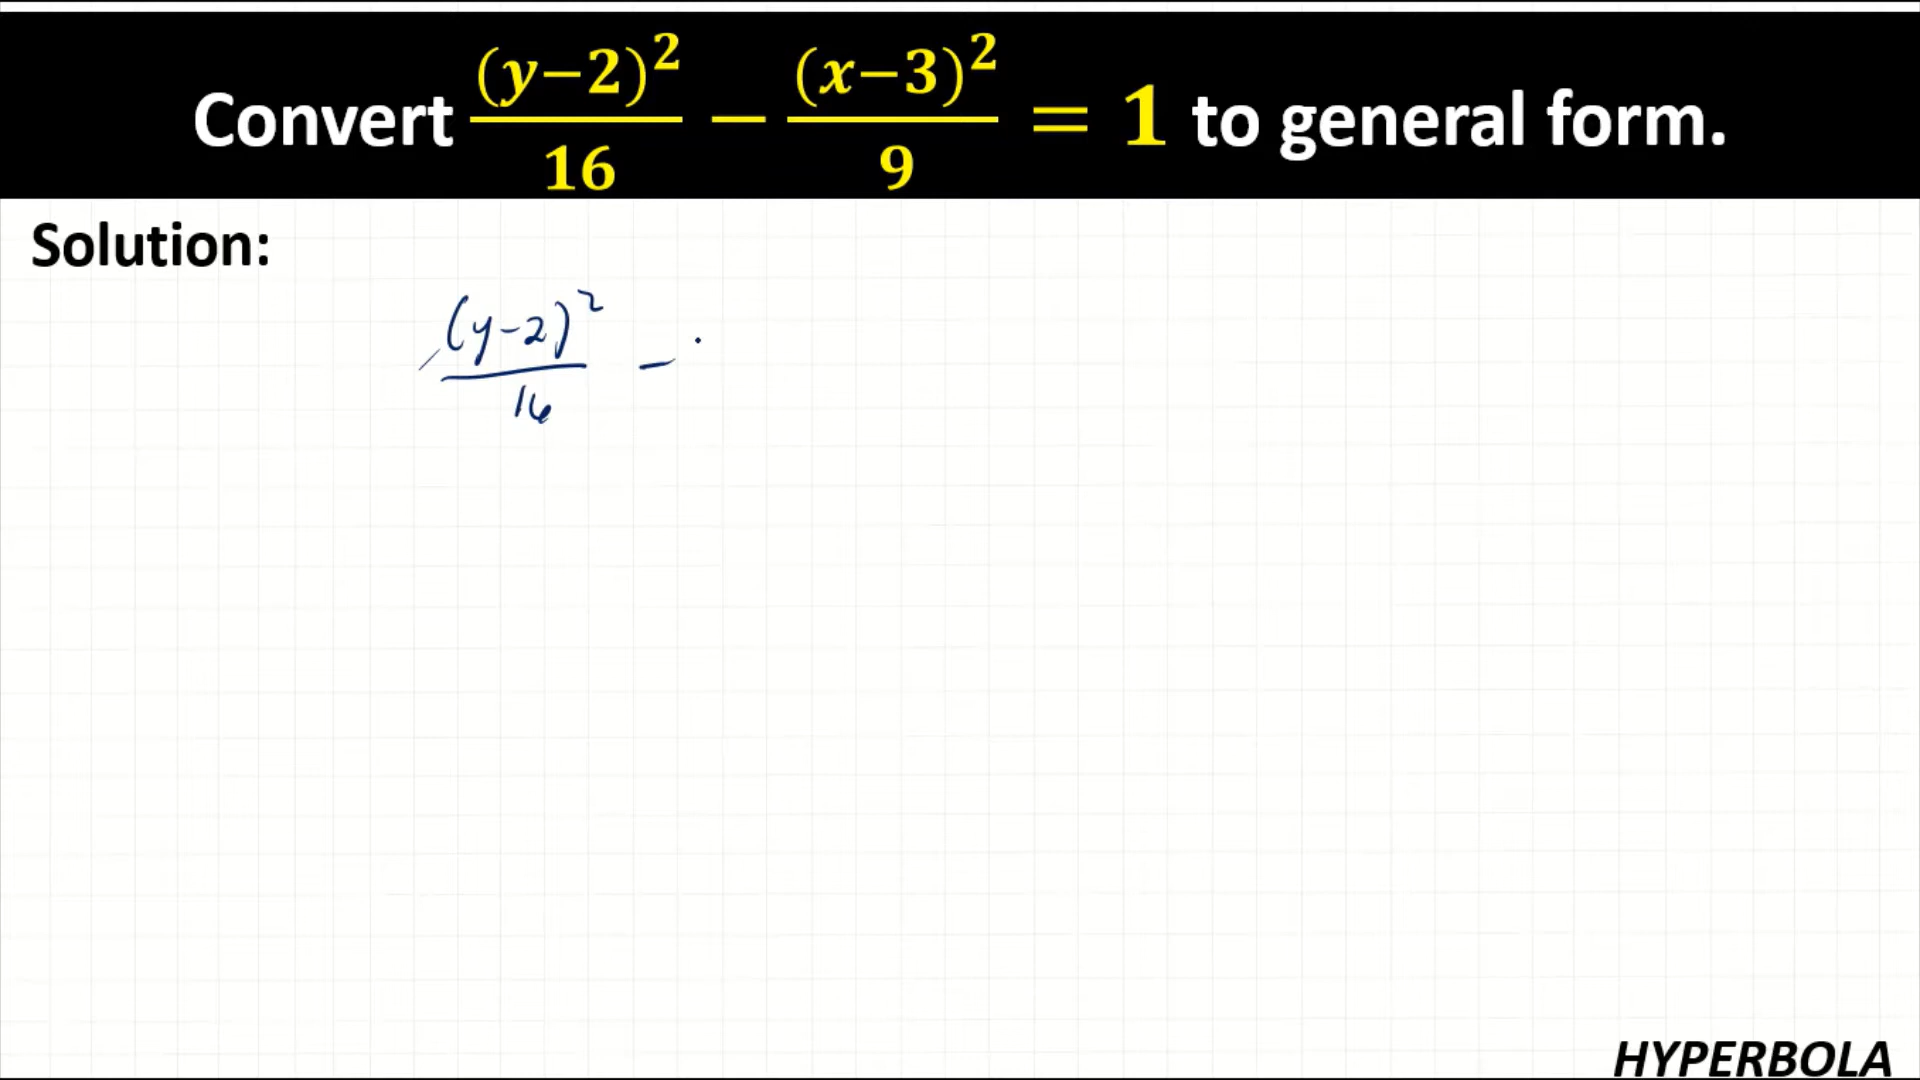 Convert (y−2)²/16 − (x−3)²/9 = 1 to general form.
Solution:
(y-2)²/16 −
HYPERBOLA